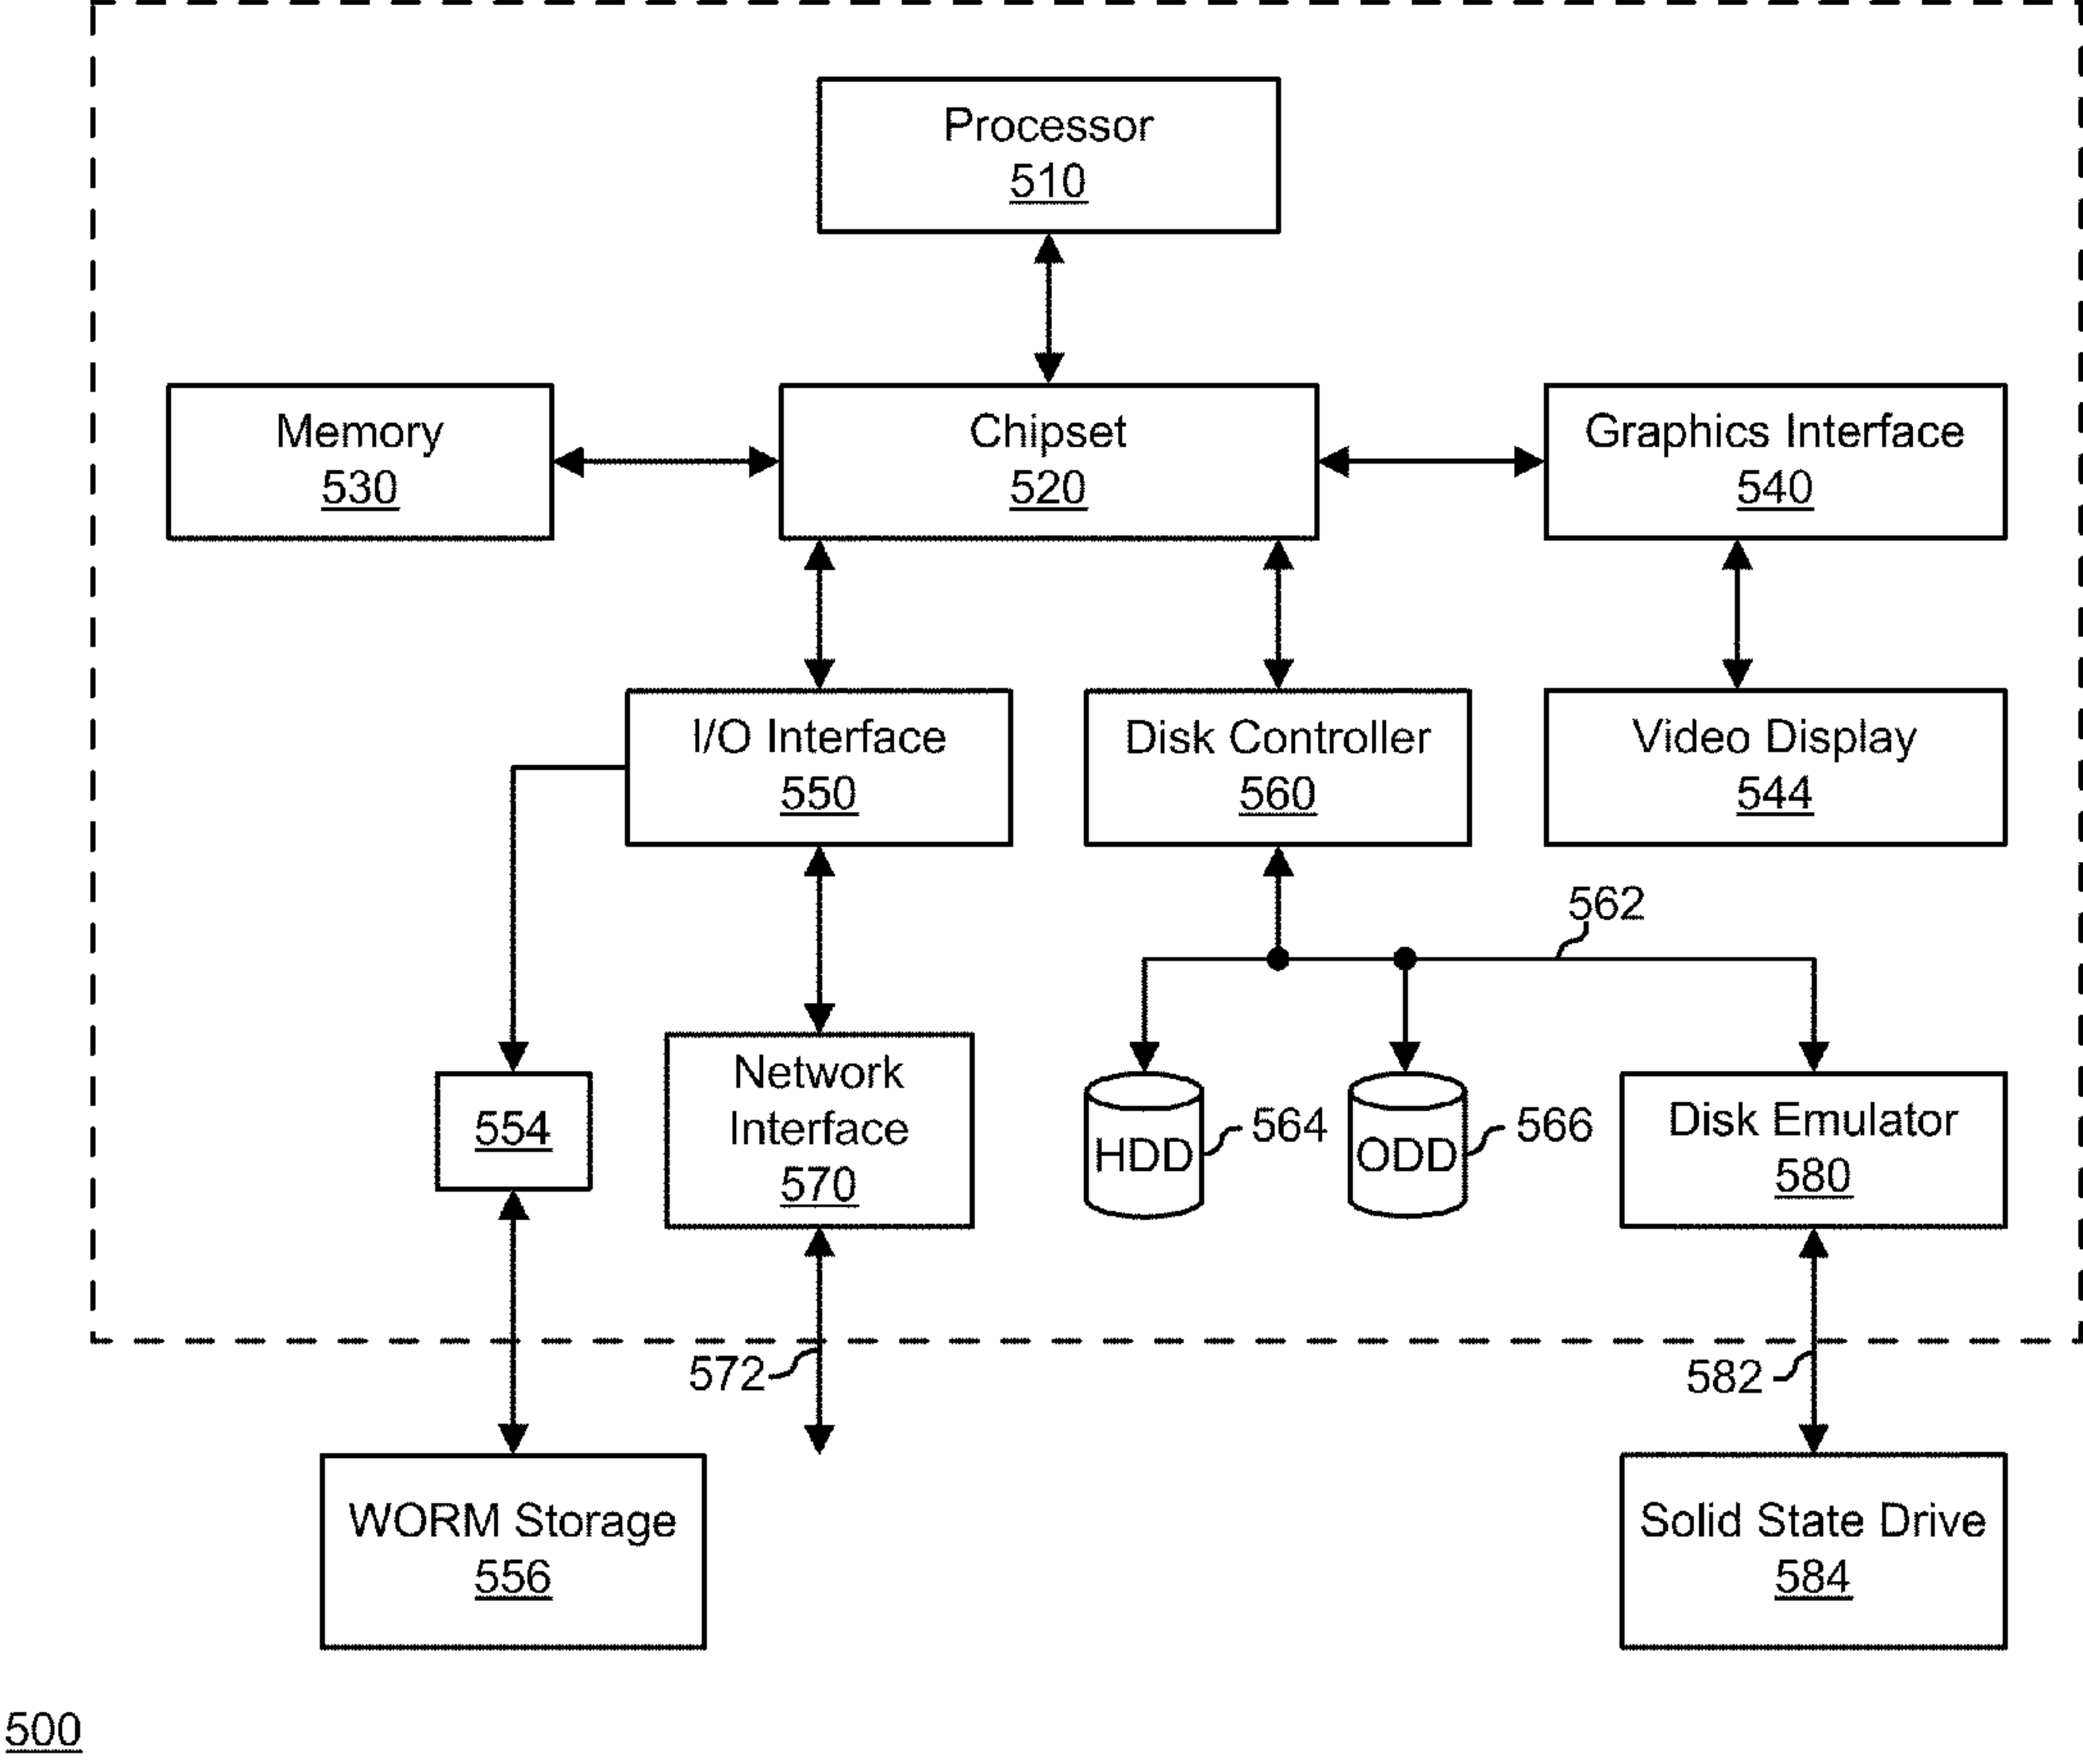 Processor
510
Memory
530
Chipset
520
Graphics Interface
540
I/O Interface
550
Disk Controller
560
Video Display
544
562
554
Network
Interface
570
HDD
564
ODD
566
Disk Emulator
580
572
582
WORM Storage
556
Solid State Drive
584
500